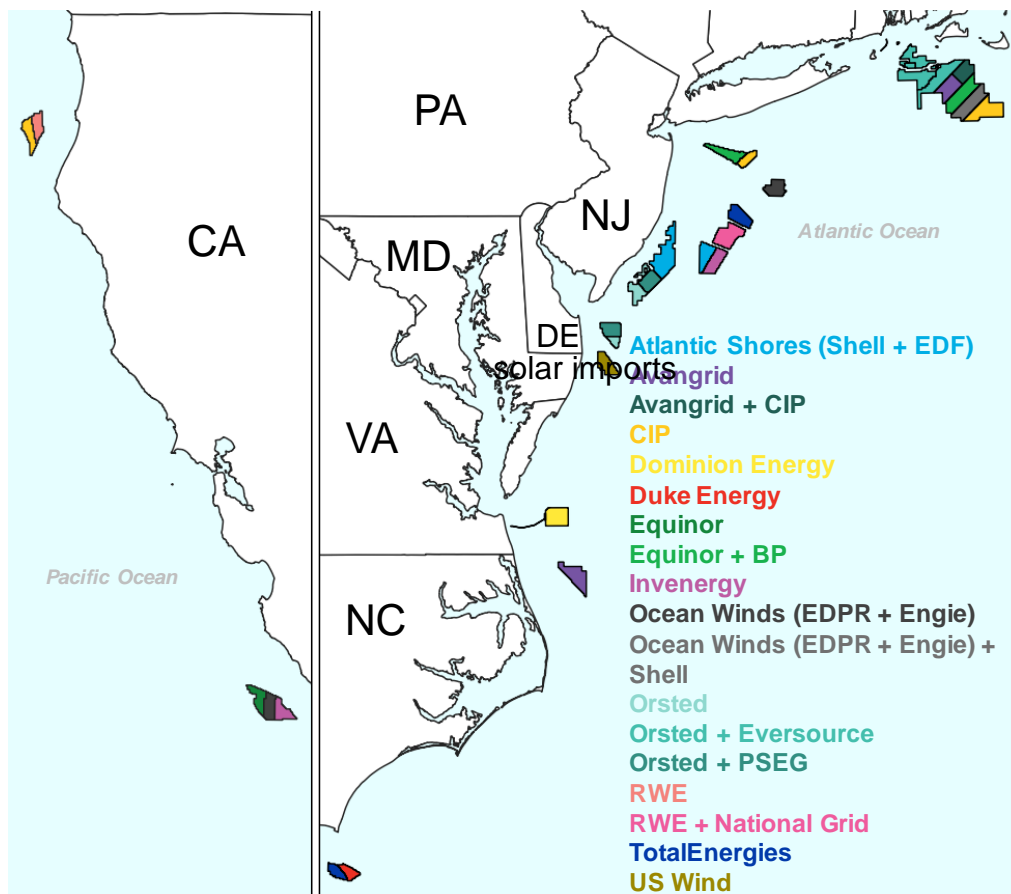 PA
CA
NJ
Atlantic Ocean
MD
DE
solar imports
VA
NC
Pacific Ocean
Atlantic Shores (Shell + EDF)
Avangrid
Avangrid + CIP
CIP
Dominion Energy
Duke Energy
Equinor
Equinor + BP
Invenergy
Ocean Winds (EDPR + Engie)
Ocean Winds (EDPR + Engie) +
Shell
Orsted
Orsted + Eversource
Orsted + PSEG
RWE
RWE + National Grid
TotalEnergies
US Wind